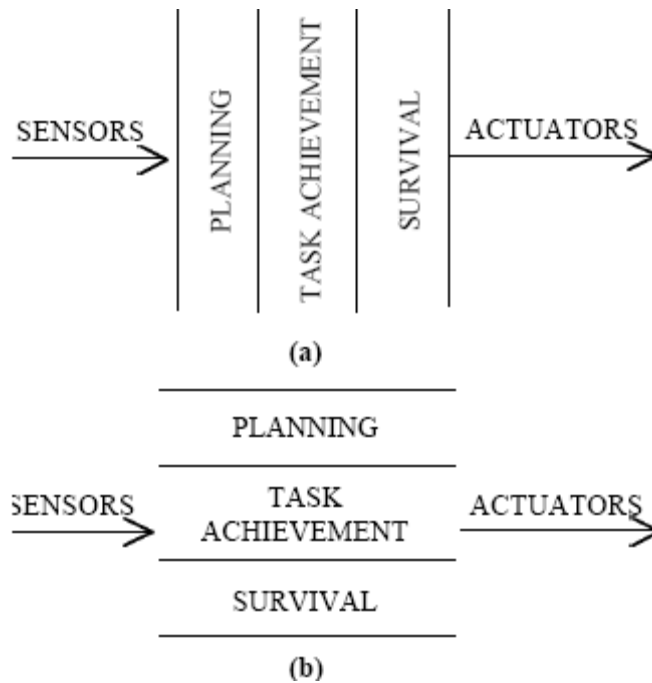 SENSORS
PLANNING
TASK ACHIEVEMENT
SURVIVAL
ACTUATORS
(a)
PLANNING
SENSORS
TASK
ACHIEVEMENT
ACTUATORS
SURVIVAL
(b)